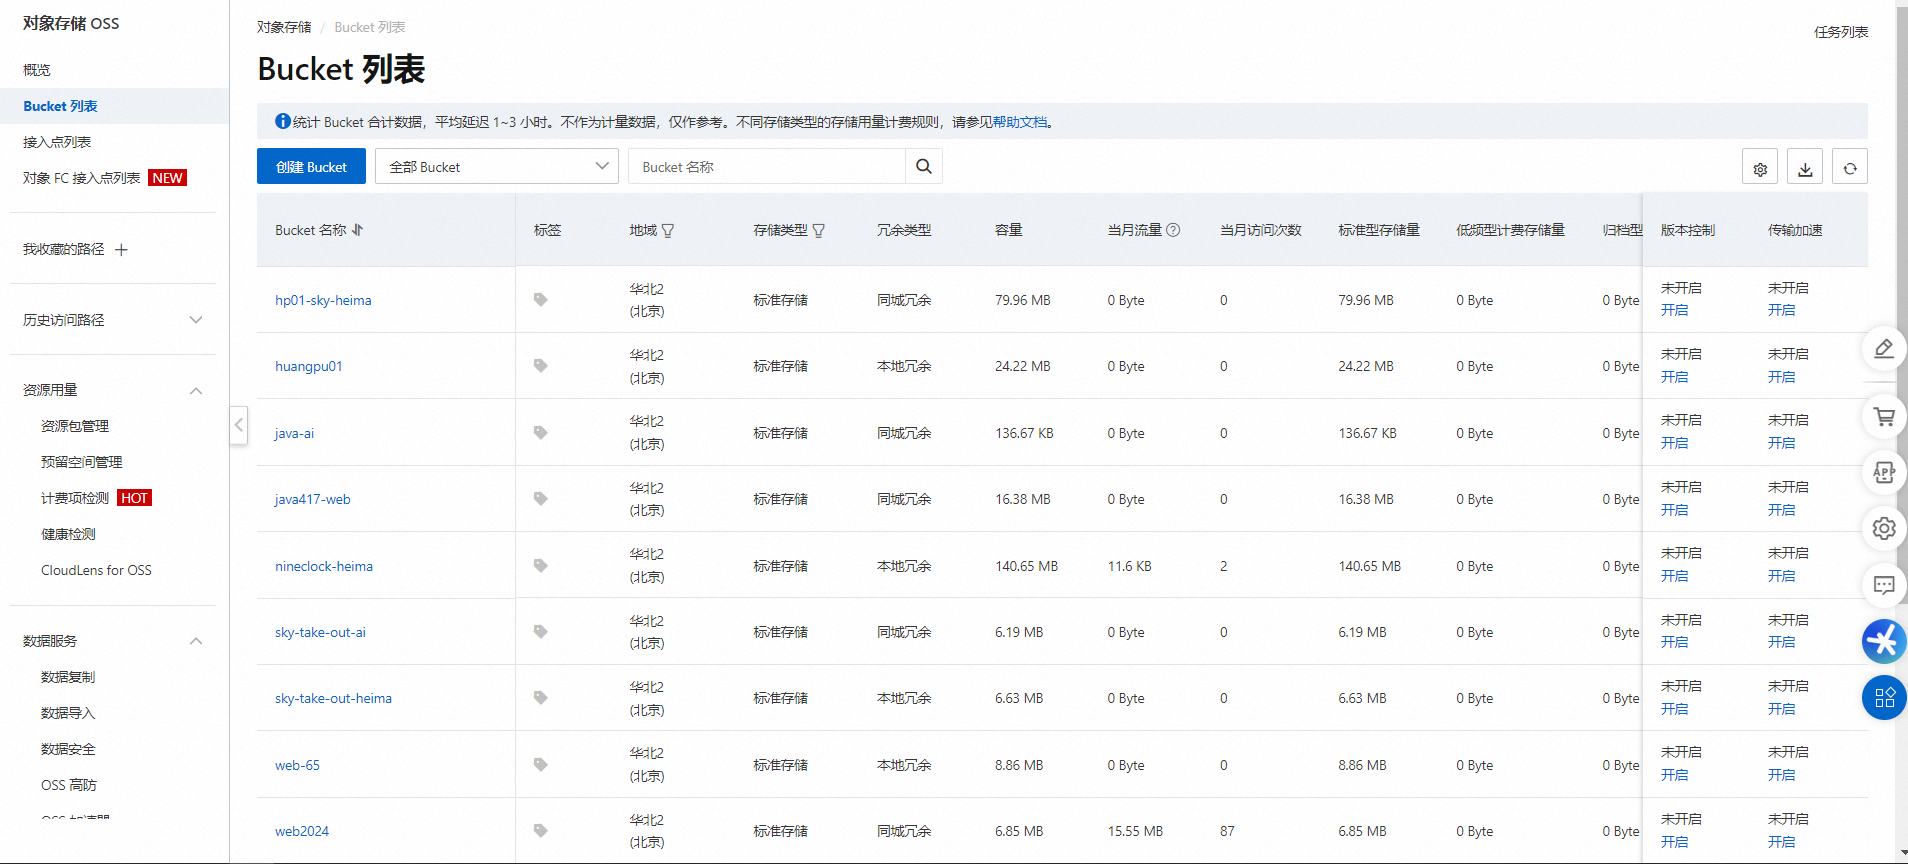 对象存储 OSS
概览
Bucket 列表
接入点列表
对象 FC 接入点列表 NEW
我收藏的路径
历史访问路径
资源用量
资源包管理
预留空间管理
计费项检测 HOT
健康检测
CloudLens for OSS
数据服务
数据复制
数据导入
数据安全
OSS 高防
对象存储 / Bucket 列表
任务列表
Bucket 列表
统计 Bucket 合计数据，平均延迟 1~3 小时。不作为计量数据，仅作参考。不同存储类型的存储用量计费规则，请参见帮助文档。
创建 Bucket 全部 Bucket Bucket 名称
Bucket 名称 标签 地域 存储类型 冗余类型 容量 当月流量 当月访问次数 标准型存储量 低频型计费存储量 归档型 版本控制 传输加速
hp01-sky-heima 华北2 (北京) 标准存储 同城冗余 79.96 MB 0 Byte 0 79.96 MB 0 Byte 0 Byte 未开启 开启 未开启 开启
huangpu01 华北2 (北京) 标准存储 本地冗余 24.22 MB 0 Byte 0 24.22 MB 0 Byte 0 Byte 未开启 开启 未开启 开启
java-ai 华北2 (北京) 标准存储 同城冗余 136.67 KB 0 Byte 0 136.67 KB 0 Byte 0 Byte 未开启 开启 未开启 开启
java417-web 华北2 (北京) 标准存储 同城冗余 16.38 MB 0 Byte 0 16.38 MB 0 Byte 0 Byte 未开启 开启 未开启 开启
nineclock-heima 华北2 (北京) 标准存储 本地冗余 140.65 MB 11.6 KB 2 140.65 MB 0 Byte 0 Byte 未开启 开启 未开启 开启
sky-take-out-ai 华北2 (北京) 标准存储 同城冗余 6.19 MB 0 Byte 0 6.19 MB 0 Byte 0 Byte 未开启 开启 未开启 开启
sky-take-out-heima 华北2 (北京) 标准存储 本地冗余 6.63 MB 0 Byte 0 6.63 MB 0 Byte 0 Byte 未开启 开启 未开启 开启
web-65 华北2 (北京) 标准存储 本地冗余 8.86 MB 0 Byte 0 8.86 MB 0 Byte 0 Byte 未开启 开启 未开启 开启
web2024 华北2 (北京) 标准存储 同城冗余 6.85 MB 15.55 MB 87 6.85 MB 0 Byte 0 Byte 未开启 开启 未开启 开启
APP